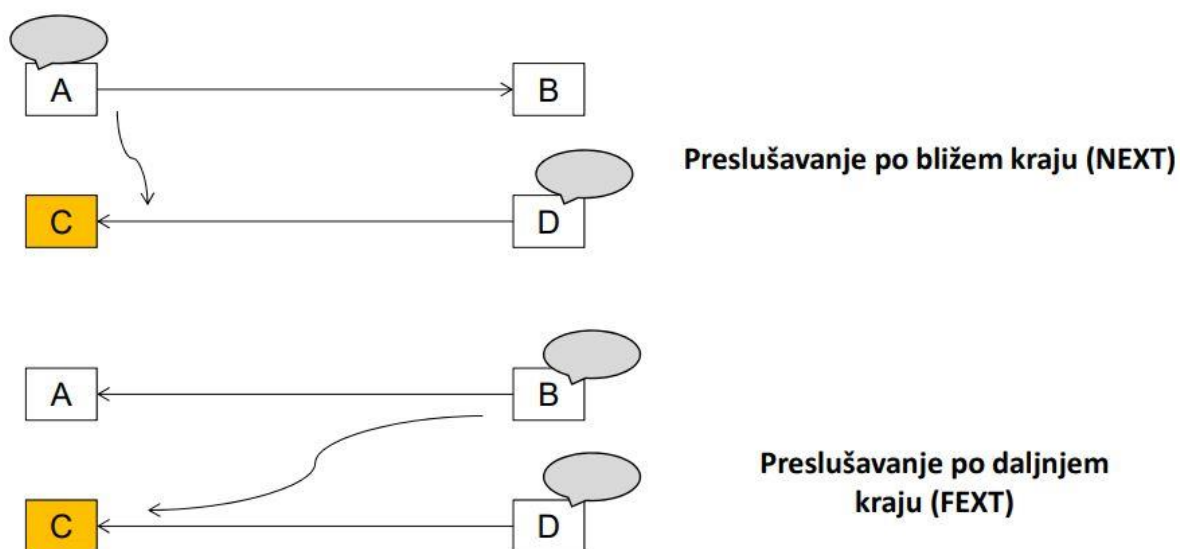 A
B
Preslušavanje po bližem kraju (NEXT)
C
D
A
B
Preslušavanje po daljnjem
kraju (FEXT)
C
D